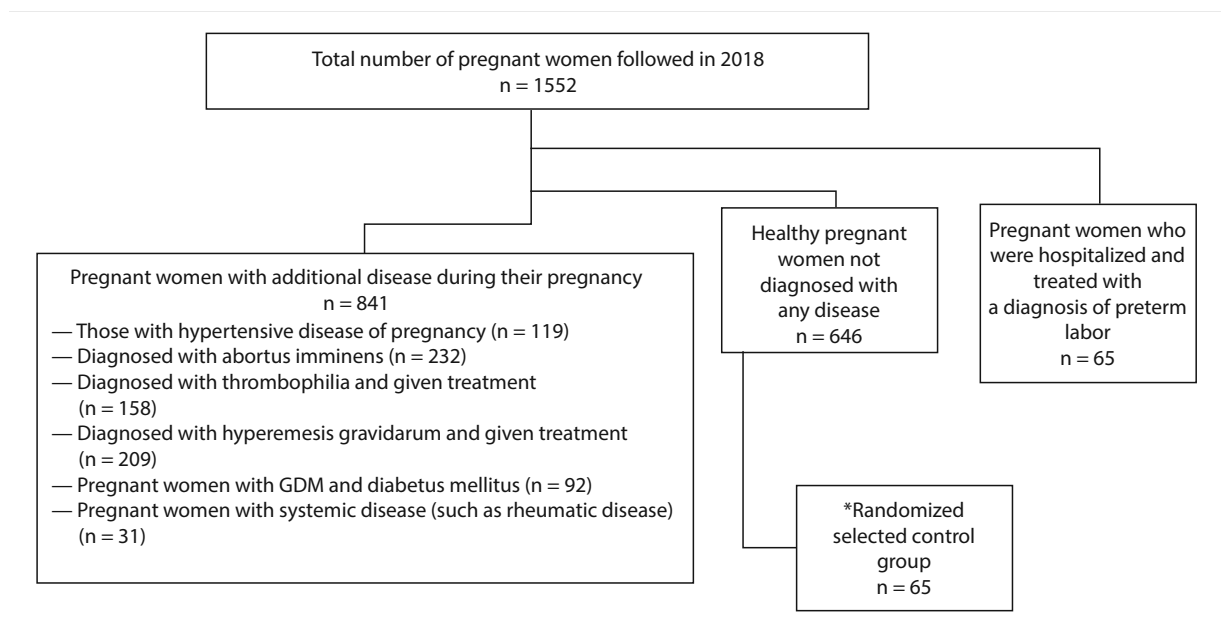 Total number of pregnant women followed in 2018
n = 1552
Pregnant women with additional disease during their pregnancy
n = 841
— Those with hypertensive disease of pregnancy (n = 119)
— Diagnosed with abortus imminens (n = 232)
— Diagnosed with thrombophilia and given treatment
(n = 158)
— Diagnosed with hyperemesis gravidarum and given treatment
(n = 209)
— Pregnant women with GDM and diabetus mellitus (n = 92)
— Pregnant women with systemic disease (such as rheumatic disease)
(n = 31)
Healthy pregnant
women not
diagnosed with
any disease
n = 646
Pregnant women who
were hospitalized and
treated with
a diagnosis of preterm
labor
n = 65
*Randomized
selected control
group
n = 65